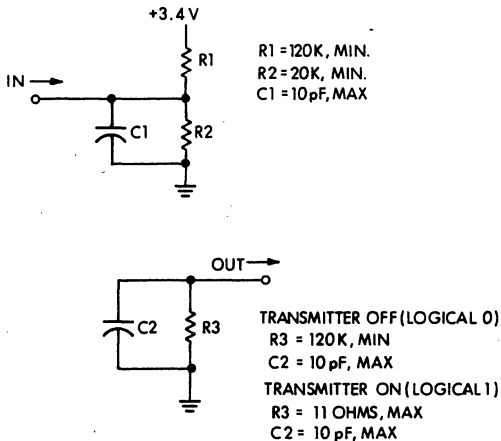 +3.4 V
R1
R1 = 120K, MIN.
R2 = 20K, MIN.
C1 = 10 pF, MAX
IN
C1
R2
OUT
C2
R3
TRANSMITTER OFF (LOGICAL 0)
R3 = 120K, MIN
C2 = 10 pF, MAX
TRANSMITTER ON (LOGICAL 1)
R3 = 11 OHMS, MAX
C2 = 10 pF, MAX